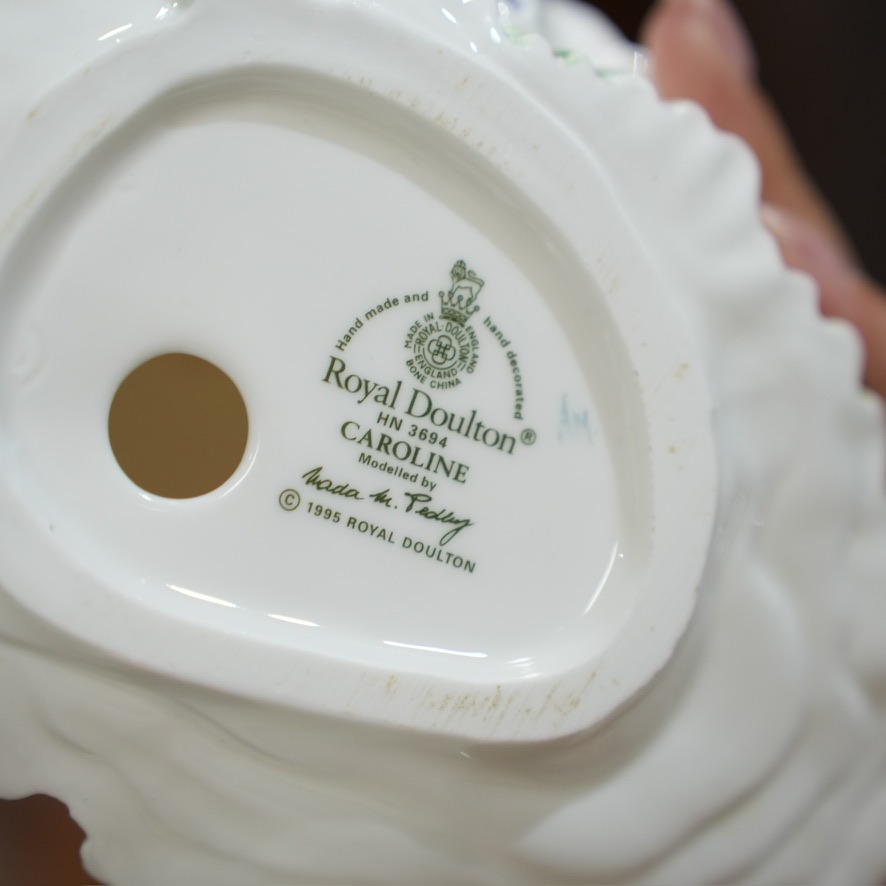 Hand made and hand decorated
MADE IN ENGLAND
ROYAL·DOULTON
ENGLAND
BONE CHINA
Royal Doulton®
HN 3694
CAROLINE
Modelled by
Nada M. Pedley
© 1995 ROYAL DOULTON
AM